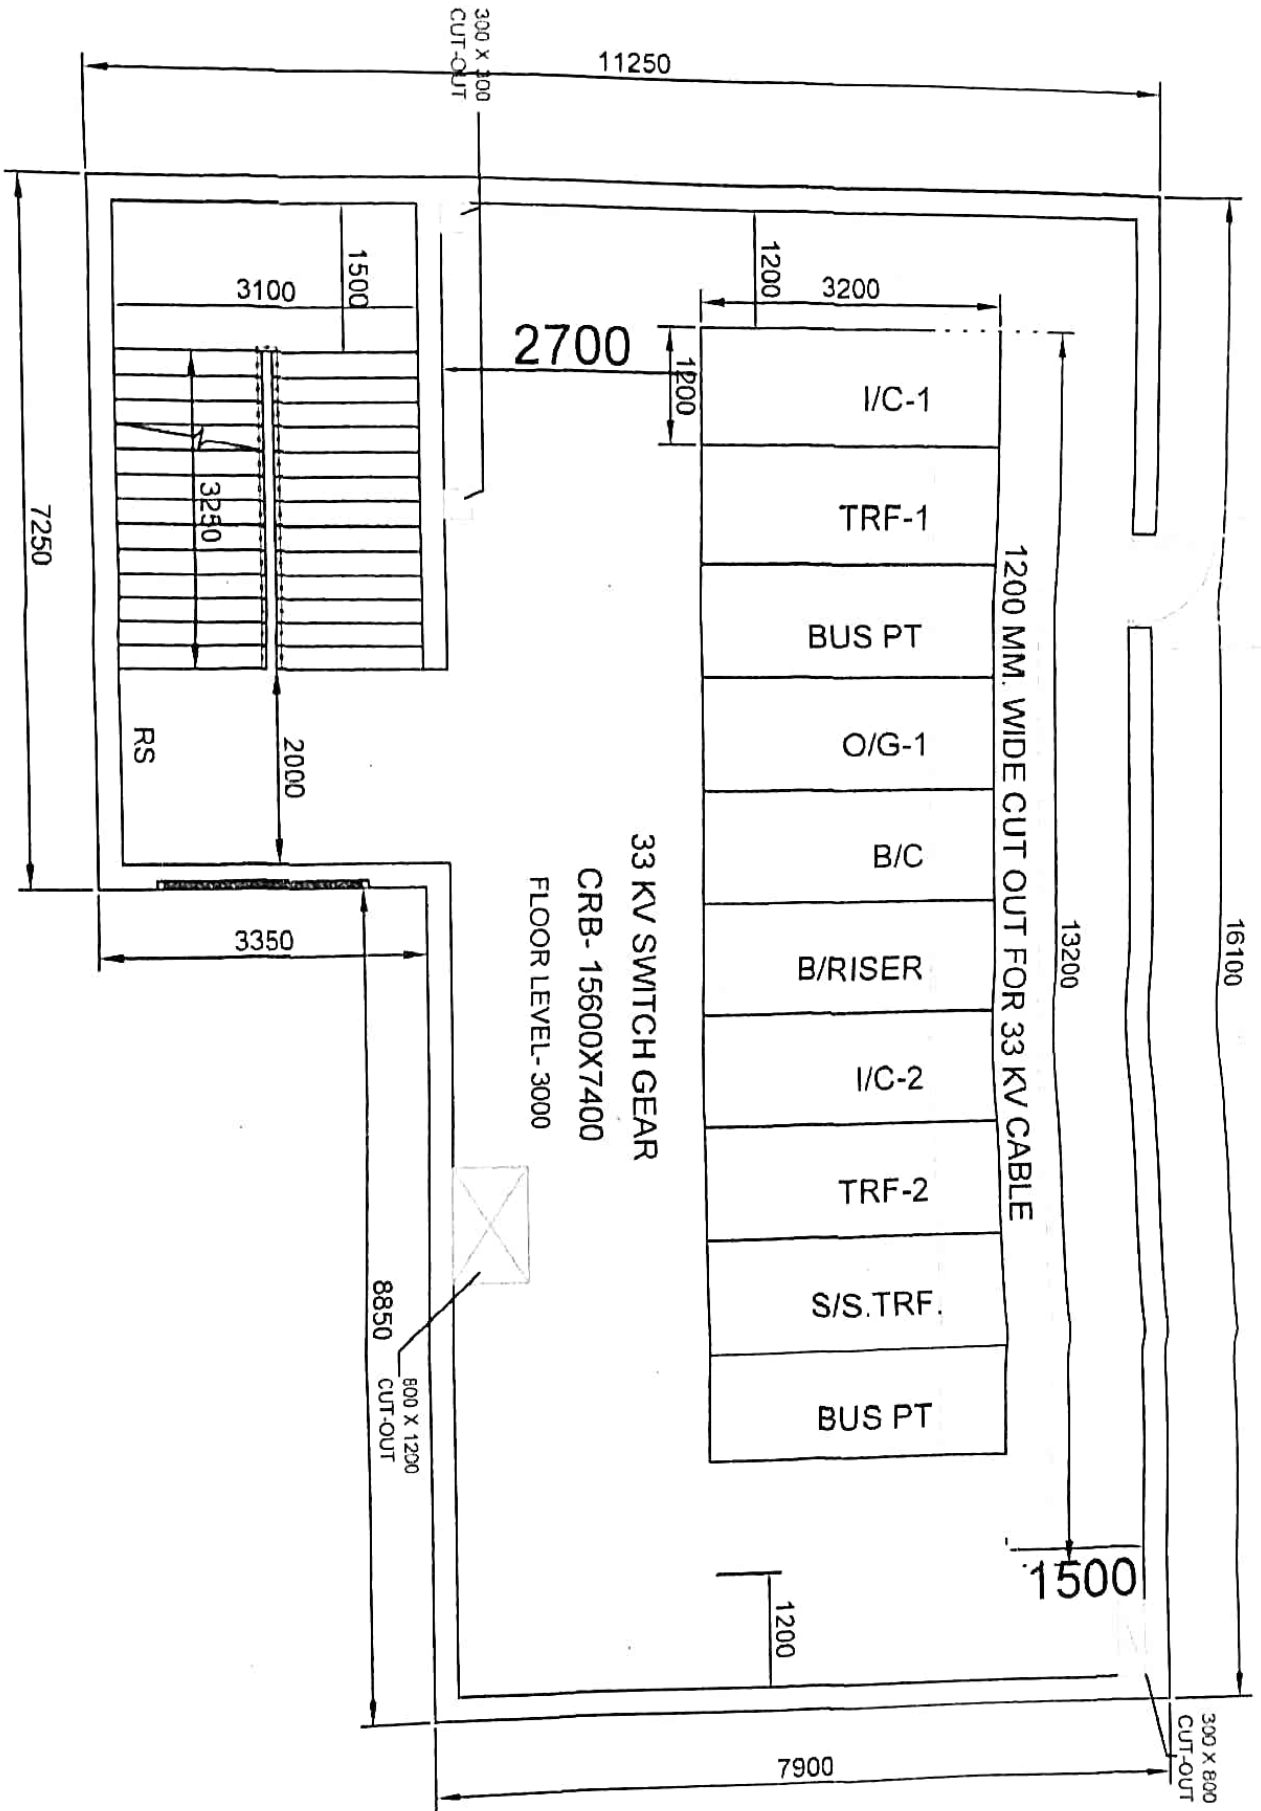 300 X 300
CUT-OUT
11250
1500
3100
1200
3200
2700
1200
I/C-1
TRF-1
BUS PT
O/G-1
B/C
B/RISER
I/C-2
TRF-2
S/S.TRF.
BUS PT
1200 MM. WIDE CUT OUT FOR 33 KV CABLE
13200
16100
3250
7250
RS
2000
3350
33 KV SWITCH GEAR
CRB- 15600X7400
FLOOR LEVEL- 3000
8850
CUT-OUT
1500
1200
7900
300 X 800
CUT-OUT